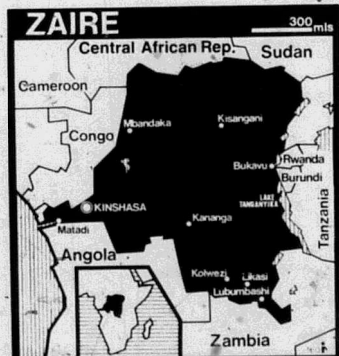 ZAIRE
300 mls
Central African Rep.
Sudan
Cameroon
Congo
Mbandaka
Kisangani
Bukavu
Rwanda
Burundi
LAKE
TANGANYIKA
Tanzania
KINSHASA
Matadi
Kananga
Angola
Kolwezi
Likasi
Lubumbashi
Zambia